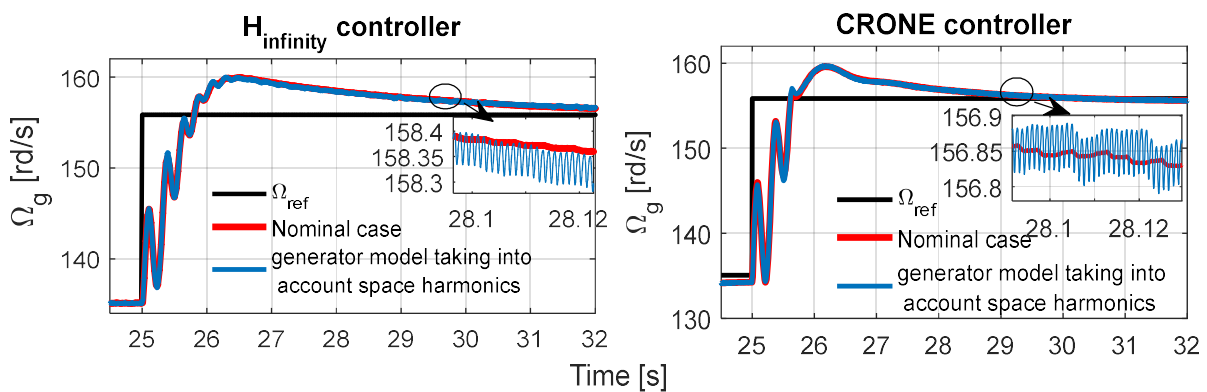 H_infinity controller
Ω_g [rd/s]
160
150
140
158.4
158.35
158.3
28.1 28.12
Ω_ref
Nominal case
generator model taking into
account space harmonics
25 26 27 28 29 30 31 32
CRONE controller
Ω_g [rd/s]
160
150
140
130
156.9
156.85
156.8
28.1 28.12
Ω_ref
Nominal case
generator model taking into
account space harmonics
25 26 27 28 29 30 31 32
Time [s]